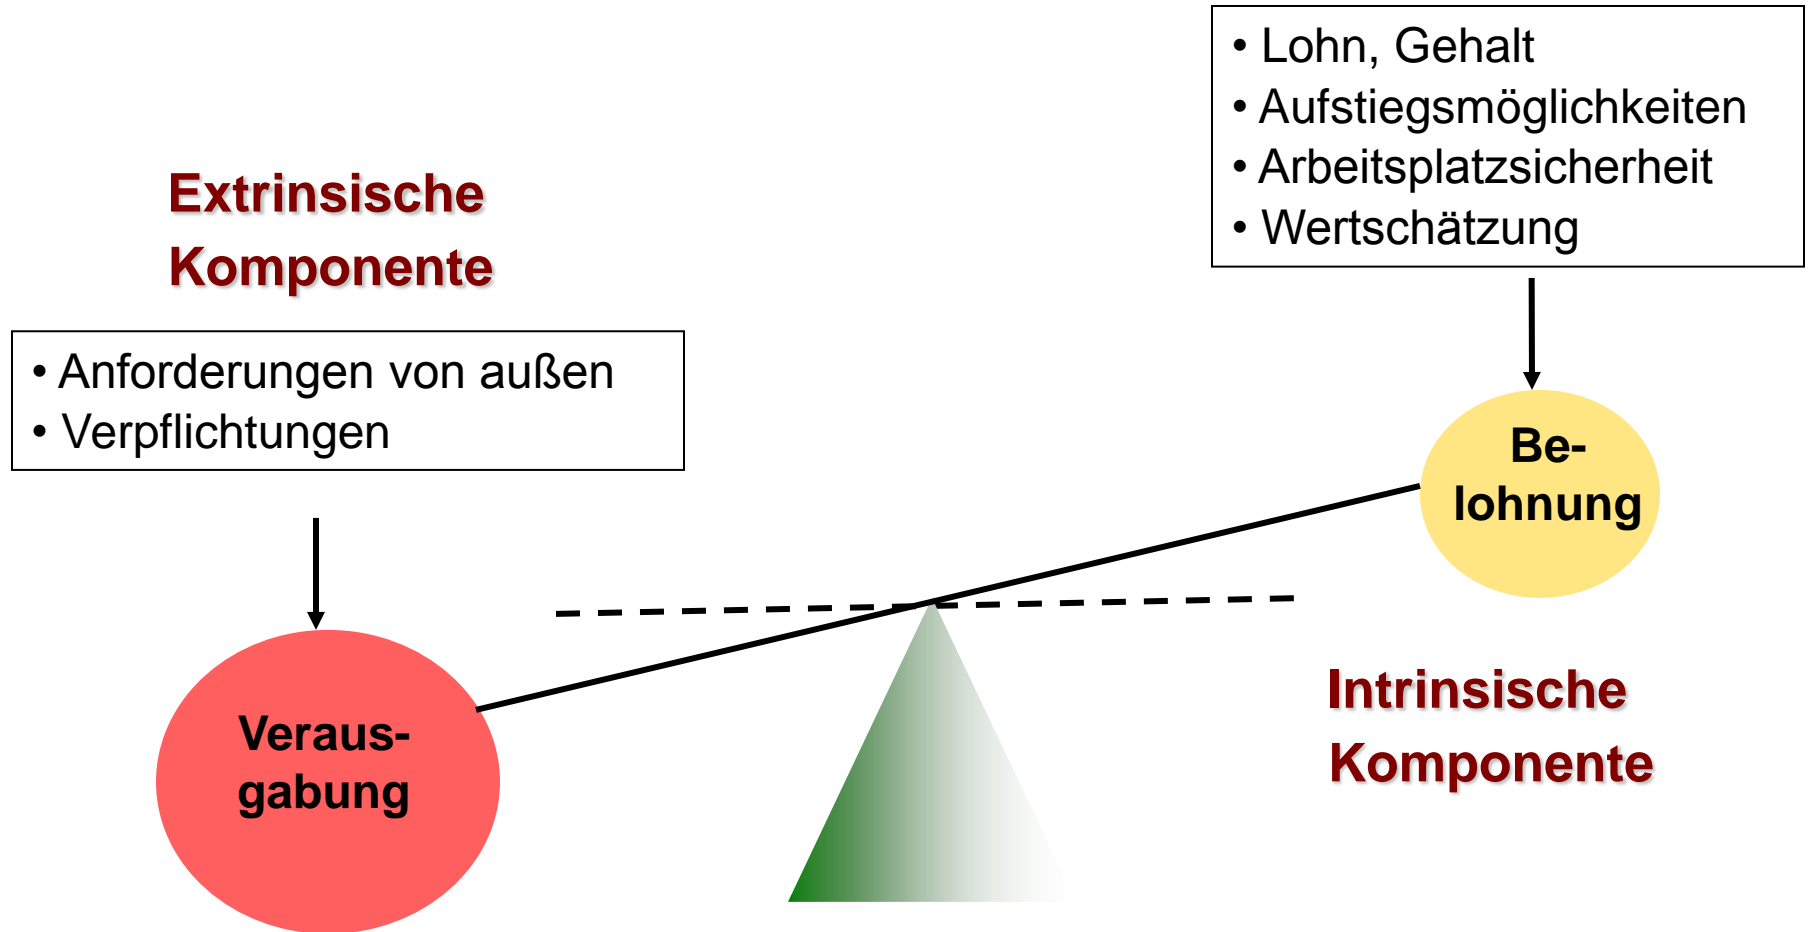 Extrinsische
Komponente
• Anforderungen von außen
• Verpflichtungen
Veraus-
gabung
• Lohn, Gehalt
• Aufstiegsmöglichkeiten
• Arbeitsplatzsicherheit
• Wertschätzung
Be-
lohnung
Intrinsische
Komponente